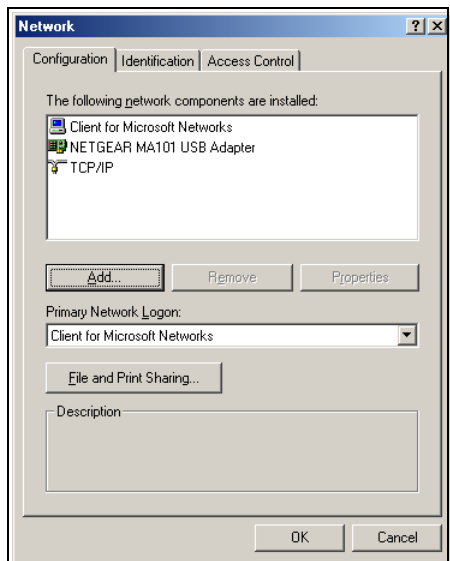 Network
Configuration Identification Access Control
The following network components are installed:
Client for Microsoft Networks
NETGEAR MA101 USB Adapter
TCP/IP
Add... Remove Properties
Primary Network Logon:
Client for Microsoft Networks
File and Print Sharing...
Description
OK Cancel